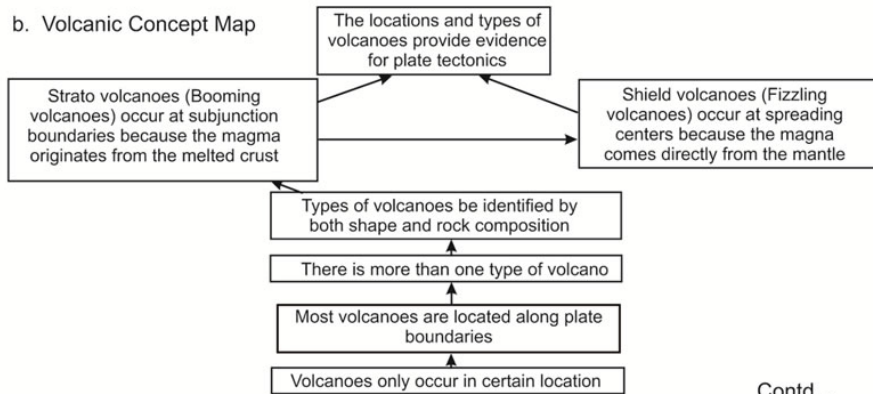 b. Volcanic Concept Map
The locations and types of
volcanoes provide evidence
for plate tectonics
Strato volcanoes (Booming
volcanoes) occur at subjunction
boundaries because the magma
originates from the melted crust
Shield volcanoes (Fizzling
volcanoes) occur at spreading
centers because the magna
comes directly from the mantle
Types of volcanoes be identified by
both shape and rock composition
There is more than one type of volcano
Most volcanoes are located along plate
boundaries
Volcanoes only occur in certain location
Contd...